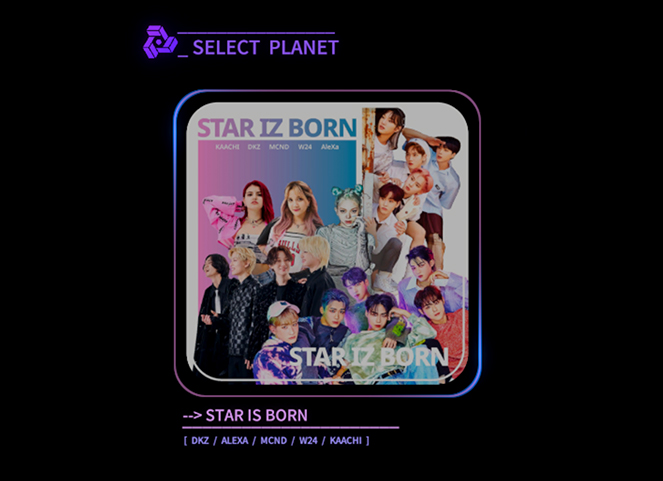 _ SELECT PLANET
STAR IZ BORN
KAACHI DKZ MCND W24 AleXa
STAR IZ BORN
--> STAR IS BORN
[ DKZ / ALEXA / MCND / W24 / KAACHI ]